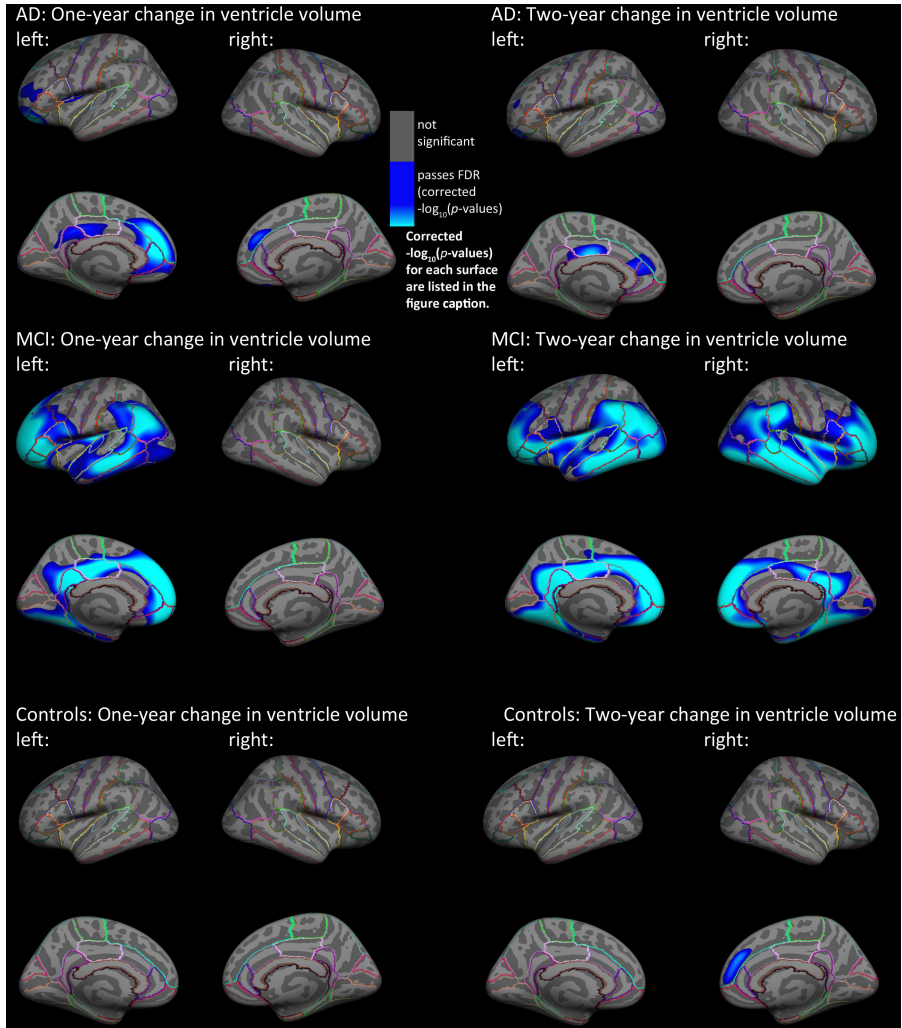 AD: One-year change in ventricle volume
left:
right:
AD: Two-year change in ventricle volume
left:
right:
not
significant
passes FDR
(corrected
-log10(p-values)
Corrected
-log10(p-values)
for each surface
are listed in the
figure caption.
MCI: One-year change in ventricle volume
left:
right:
MCI: Two-year change in ventricle volume
left:
right:
Controls: One-year change in ventricle volume
left:
right:
Controls: Two-year change in ventricle volume
left:
right: